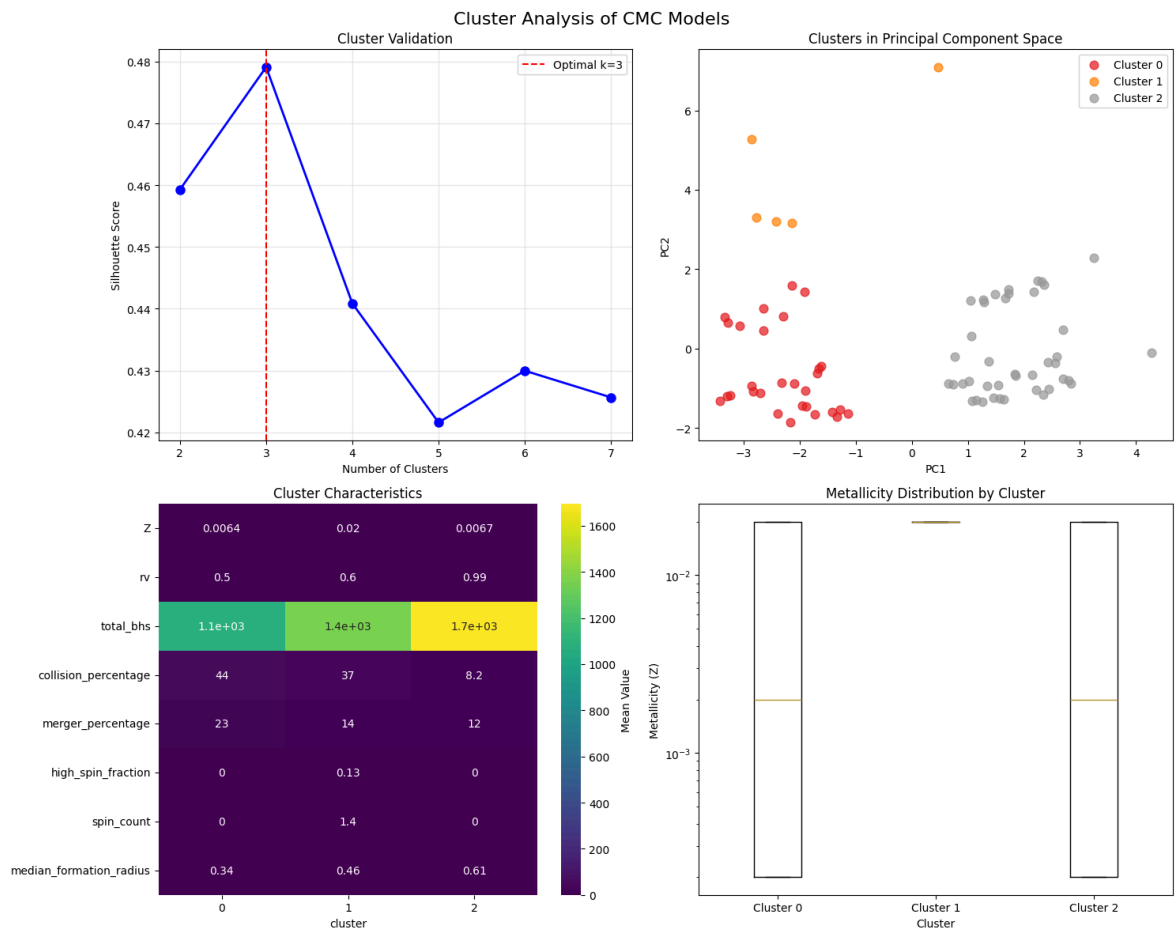 Cluster Analysis of CMC Models
Cluster Validation
Optimal k=3
0.48
0.47
0.46
0.45
0.44
0.43
0.42
Silhouette Score
2 3 4 5 6 7
Number of Clusters
Clusters in Principal Component Space
Cluster 0
Cluster 1
Cluster 2
6
4
2
0
−2
PC2
−3 −2 −1 0 1 2 3 4
PC1
Cluster Characteristics
Z 0.0064 0.02 0.0067
rv 0.5 0.6 0.99
total_bhs 1.1e+03 1.4e+03 1.7e+03
collision_percentage 44 37 8.2
merger_percentage 23 14 12
high_spin_fraction 0 0.13 0
spin_count 0 1.4 0
median_formation_radius 0.34 0.46 0.61
0 1 2
cluster
1600
1400
1200
1000
800
600
400
200
0
Mean Value
Metallicity Distribution by Cluster
10⁻²
10⁻³
Metallicity (Z)
Cluster 0 Cluster 1 Cluster 2
Cluster